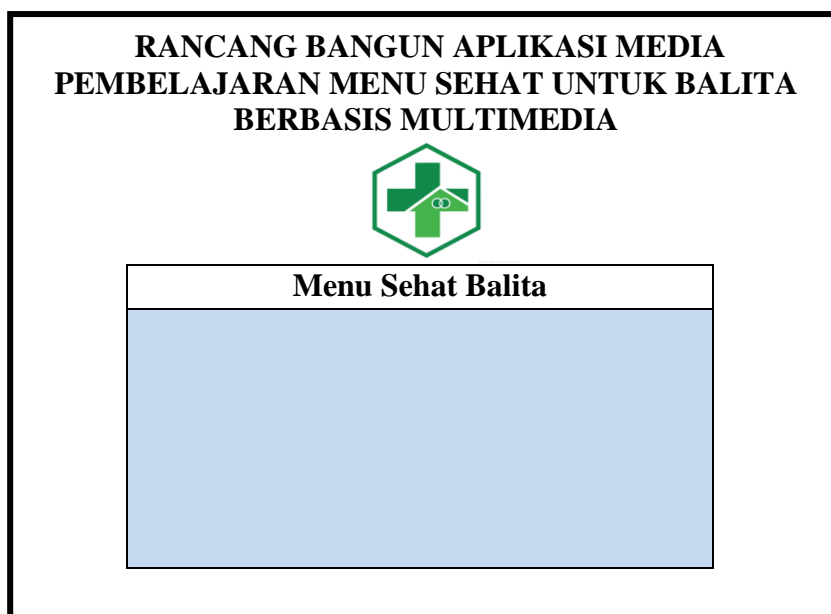 RANCANG BANGUN APLIKASI MEDIA
PEMBELAJARAN MENU SEHAT UNTUK BALITA
BERBASIS MULTIMEDIA
Menu Sehat Balita